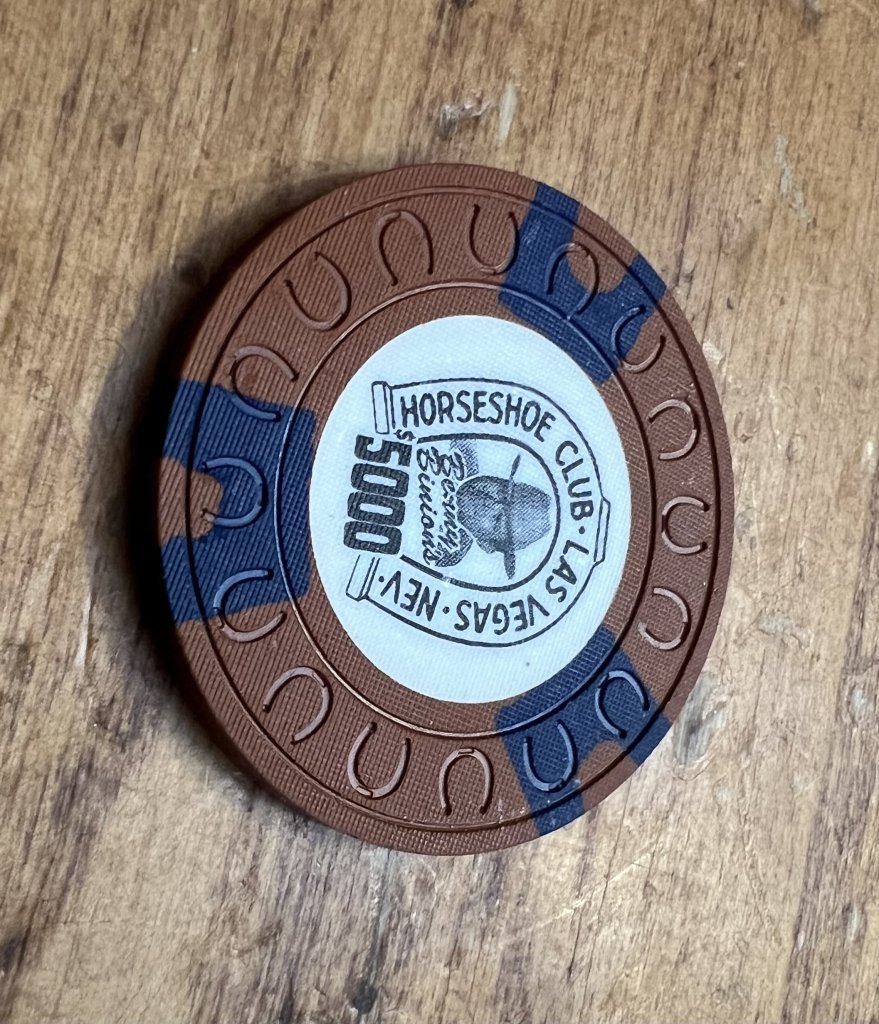 HORSESHOE CLUB · LAS VEGAS · NEV.
Benny
Binion's
$5000